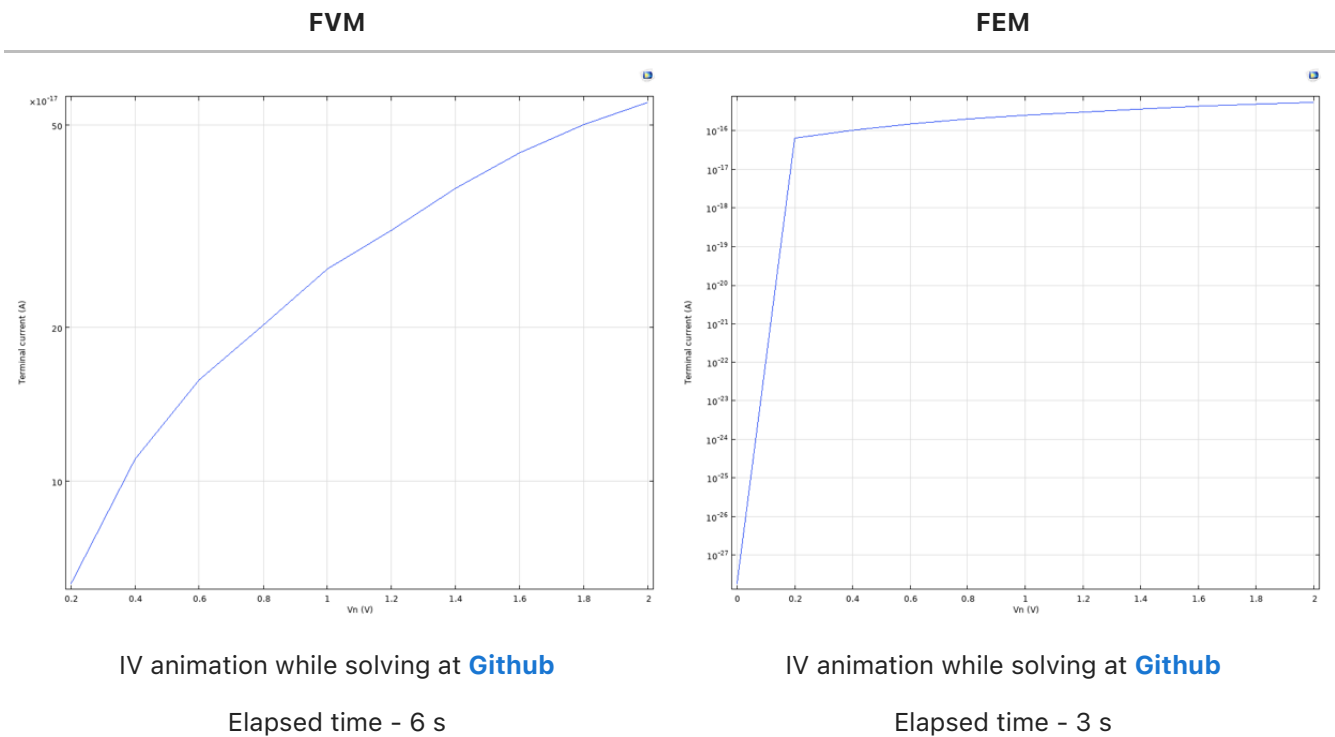 FVM
FEM
×10⁻¹⁷
50
20
10
Terminal current (A)
0.2 0.4 0.6 0.8 1 1.2 1.4 1.6 1.8 2
Vn (V)
10⁻¹⁶
10⁻¹⁷
10⁻¹⁸
10⁻¹⁹
10⁻²⁰
10⁻²¹
10⁻²²
10⁻²³
10⁻²⁴
10⁻²⁵
10⁻²⁶
10⁻²⁷
Terminal current (A)
0 0.2 0.4 0.6 0.8 1 1.2 1.4 1.6 1.8 2
Vn (V)
IV animation while solving at Github
Elapsed time - 6 s
IV animation while solving at Github
Elapsed time - 3 s